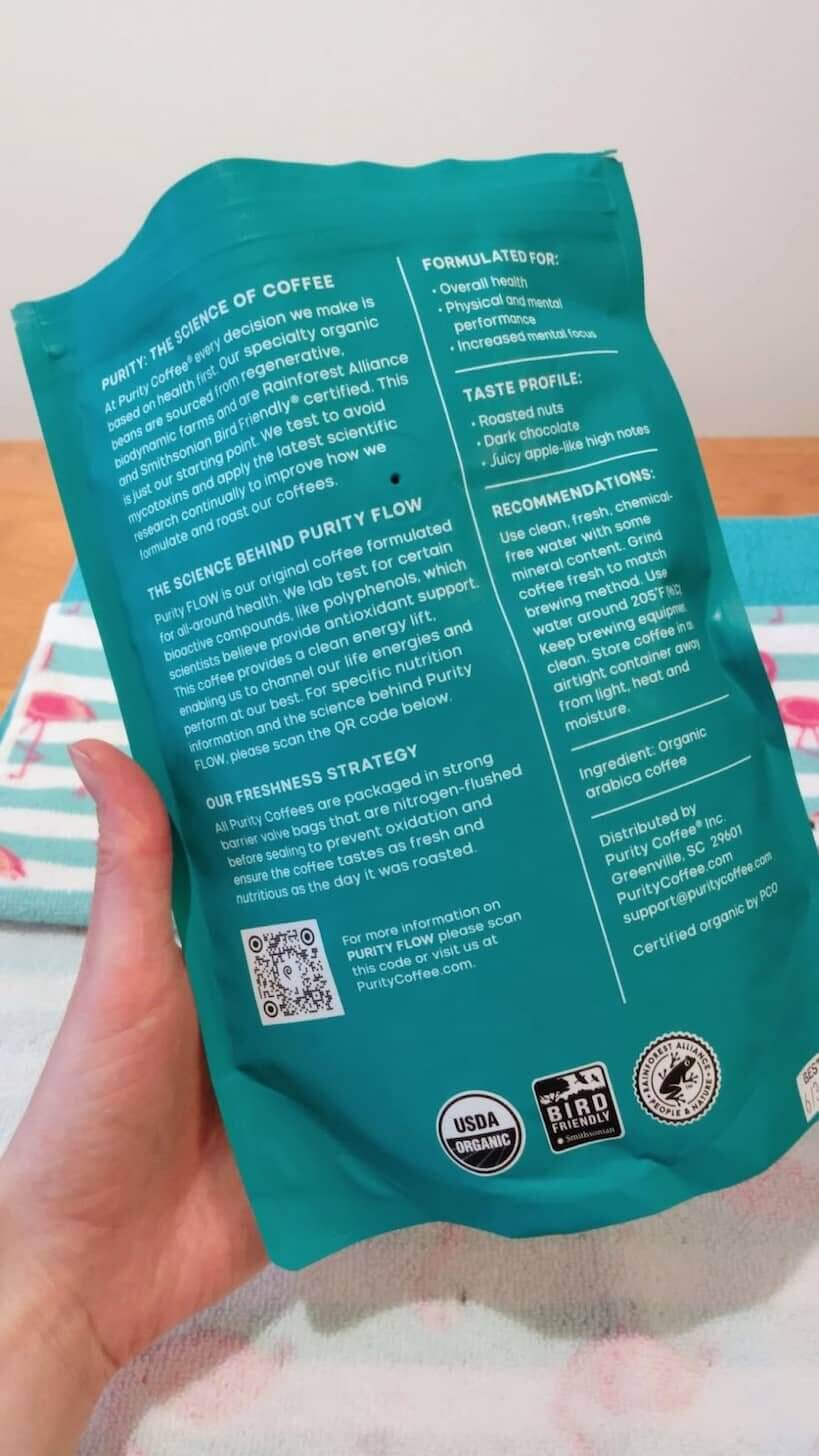 PURITY: THE SCIENCE OF COFFEE
At Purity Coffee® every decision we make is
based on health first. Our specialty organic
beans are sourced from regenerative,
biodynamic farms and are Rainforest Alliance
and Smithsonian Bird Friendly® certified. This
is just our starting point. We test to avoid
mycotoxins and apply the latest scientific
research continually to improve how we
formulate and roast our coffees.
THE SCIENCE BEHIND PURITY FLOW
Purity FLOW is our original coffee formulated
for all-around health. We lab test for certain
bioactive compounds, like polyphenols, which
scientists believe provide antioxidant support.
This coffee provides a clean energy lift,
enabling us to channel our life energies and
perform at our best. For specific nutrition
information and the science behind Purity
FLOW, please scan the QR code below.
OUR FRESHNESS STRATEGY
All Purity Coffees are packaged in strong
barrier valve bags that are nitrogen-flushed
before sealing to prevent oxidation and
ensure the coffee tastes as fresh and
nutritious as the day it was roasted.
For more information on
PURITY FLOW please scan
this code or visit us at
PurityCoffee.com.
FORMULATED FOR:
• Overall health
• Physical and mental
performance
• Increased mental focus
TASTE PROFILE:
• Roasted nuts
• Dark chocolate
• Juicy apple-like high notes
RECOMMENDATIONS:
Use clean, fresh, chemical-
free water with some
mineral content. Grind
coffee fresh to match
brewing method. Use
water around 205°F
Keep brewing equipment
clean. Store coffee in
airtight container away
from light, heat and
moisture.
Ingredient: Organic
arabica coffee
Distributed by
Purity Coffee® Inc.
Greenville, SC 29601
PurityCoffee.com
support@puritycoffee.com
Certified organic by PCO
USDA
ORGANIC
BIRD
FRIENDLY
Smithsonian
RAINFOREST ALLIANCE
• PEOPLE & NATURE •